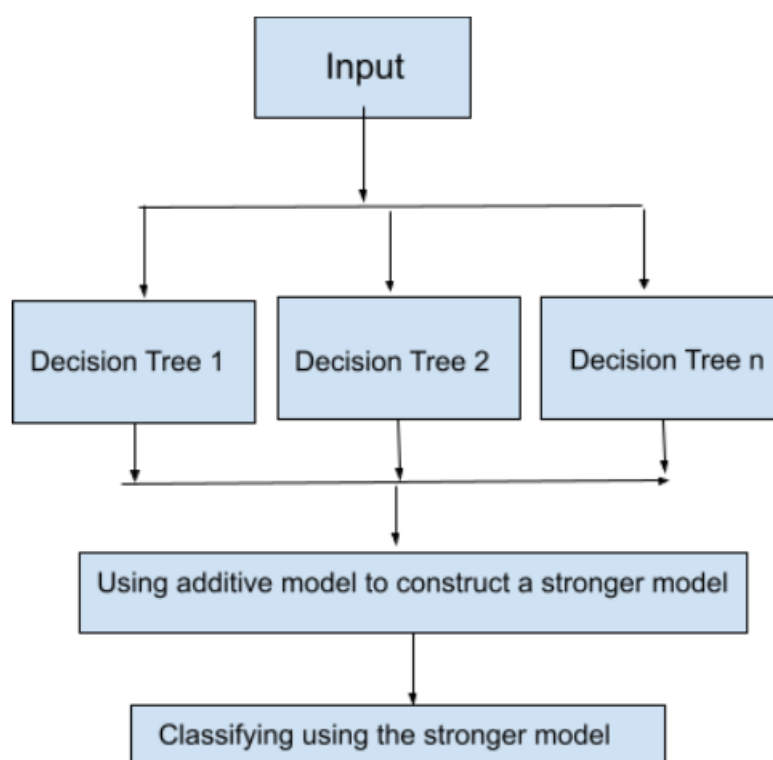 Input
Decision Tree 1
Decision Tree 2
Decision Tree n
Using additive model to construct a stronger model
Classifying using the stronger model